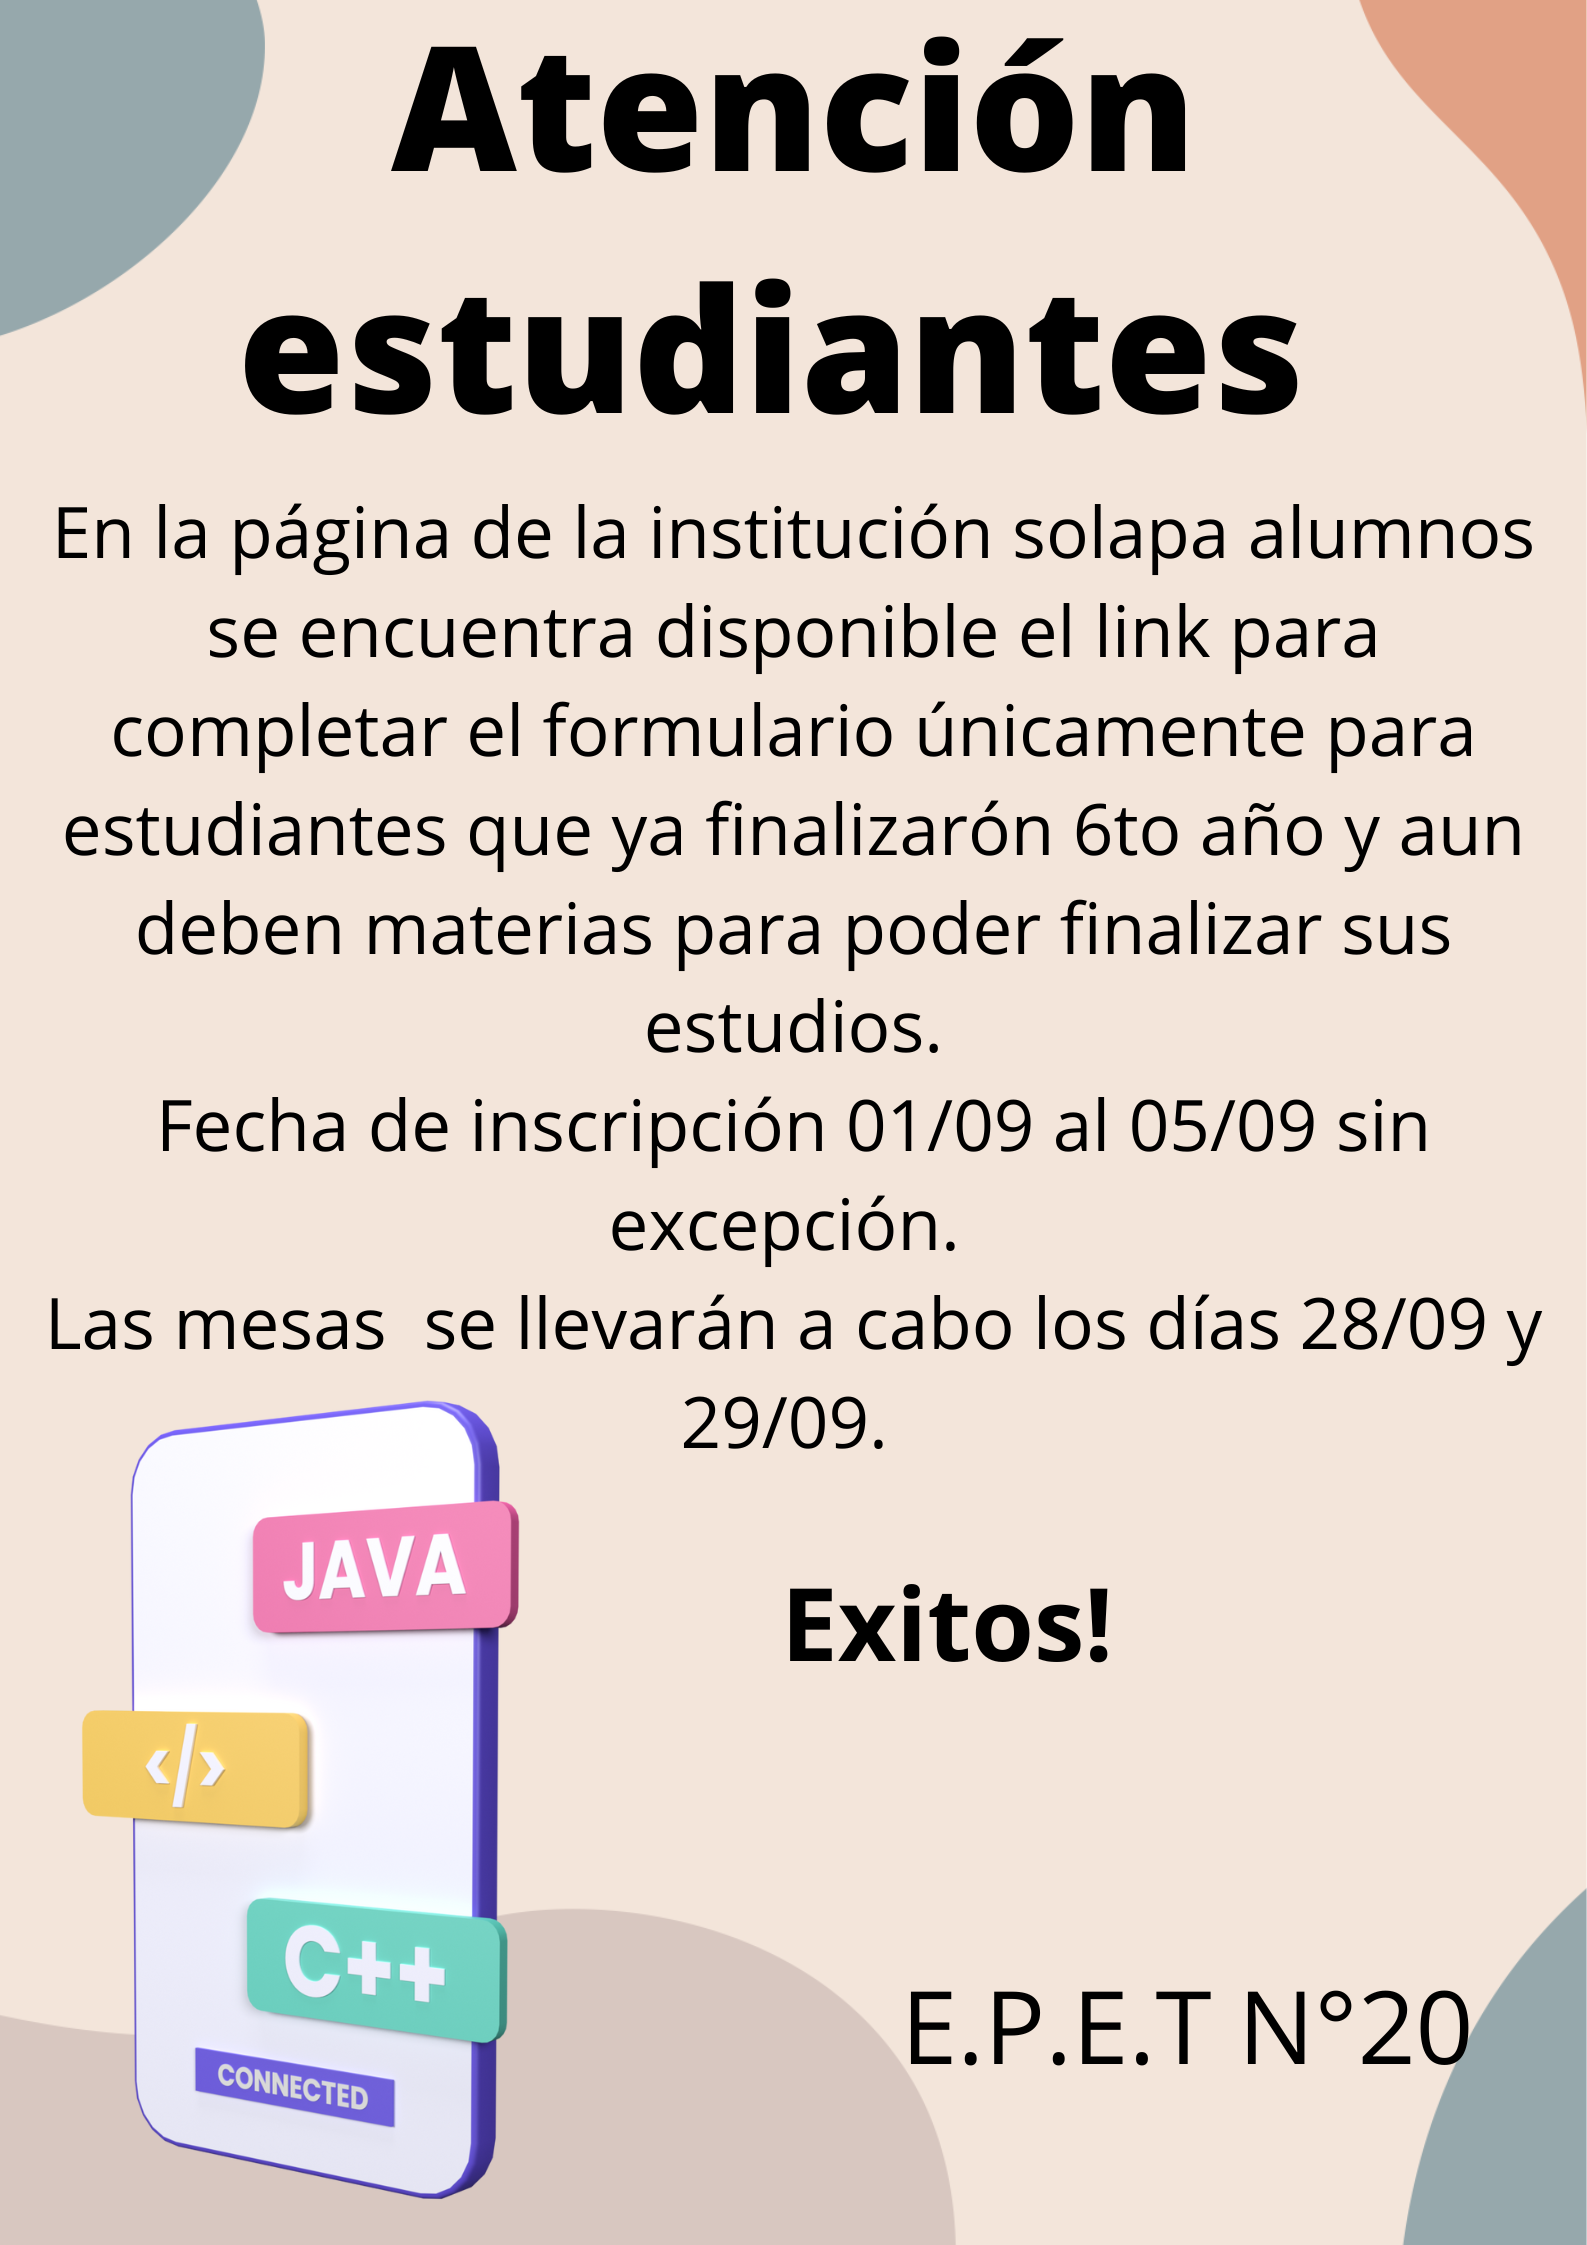 Atención
estudiantes
En la página de la institución solapa alumnos
se encuentra disponible el link para
completar el formulario únicamente para
estudiantes que ya finalizarón 6to año y aun
deben materias para poder finalizar sus
estudios.
Fecha de inscripción 01/09 al 05/09 sin
excepción.
Las mesas  se llevarán a cabo los días 28/09 y
29/09.
JAVA
Exitos!
‹/›
C++
E.P.E.T N°20
CONNECTED